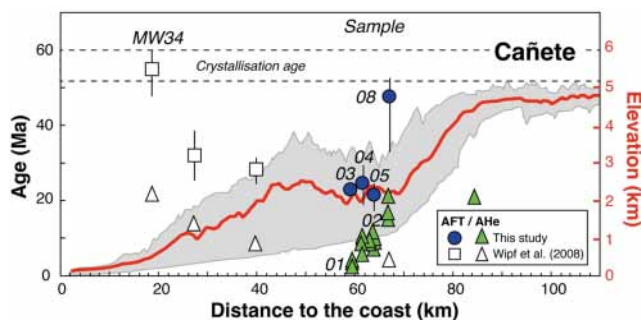 Sample
60
MW34
Cañete
6
Crystallisation age
5
08
40
4
04
03
05
3
20
2
02
AFT / AHe
This study
1
01
Wipf et al. (2008)
0
0
0
20
40
60
80
100
Distance to the coast (km)
Age (Ma)
Elevation (km)